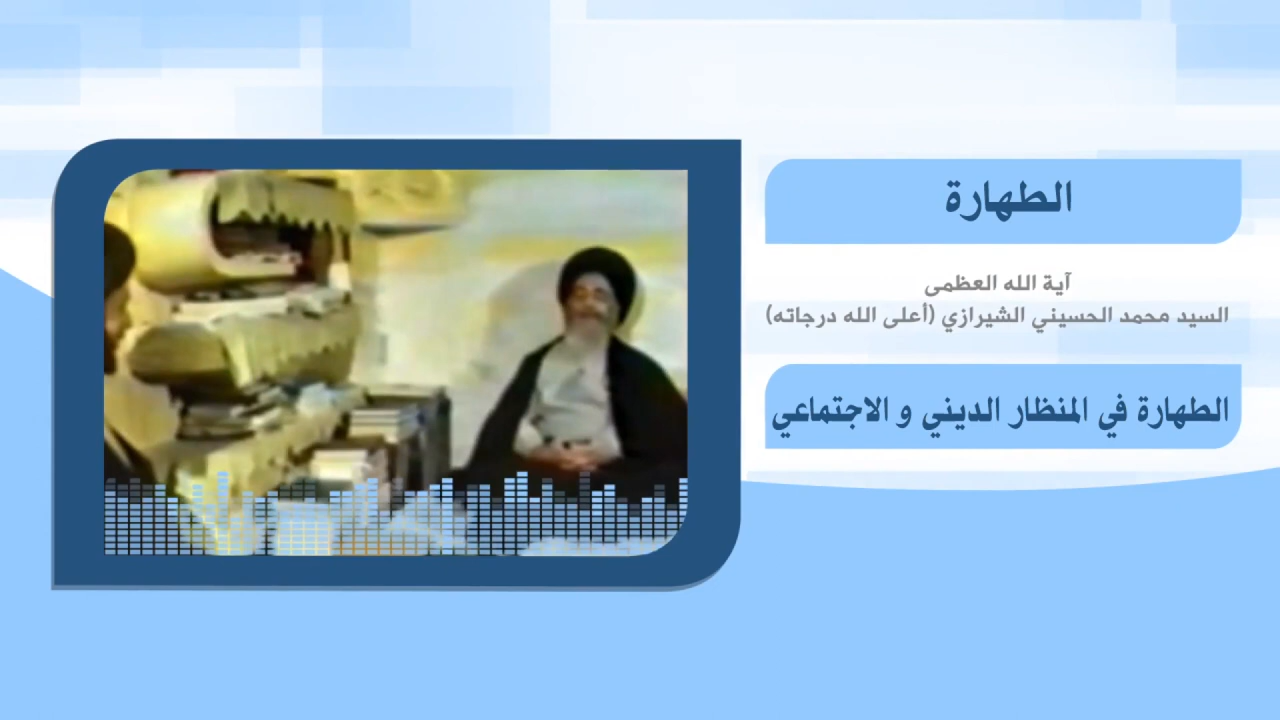 الطهارة
آية الله العظمى
السيد محمد الحسيني الشيرازي (أعلى الله درجاته)
الطهارة في المنظار الديني و الاجتماعي